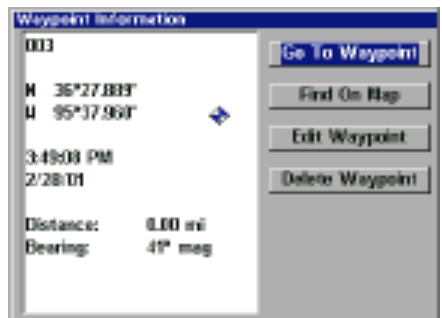 Waypoint Information
003
N 36°27.889'
W 95°37.960'
3:49:08 PM
2/28/01
Distance: 0.00 mi
Bearing: 41° mag
Go To Waypoint
Find On Map
Edit Waypoint
Delete Waypoint